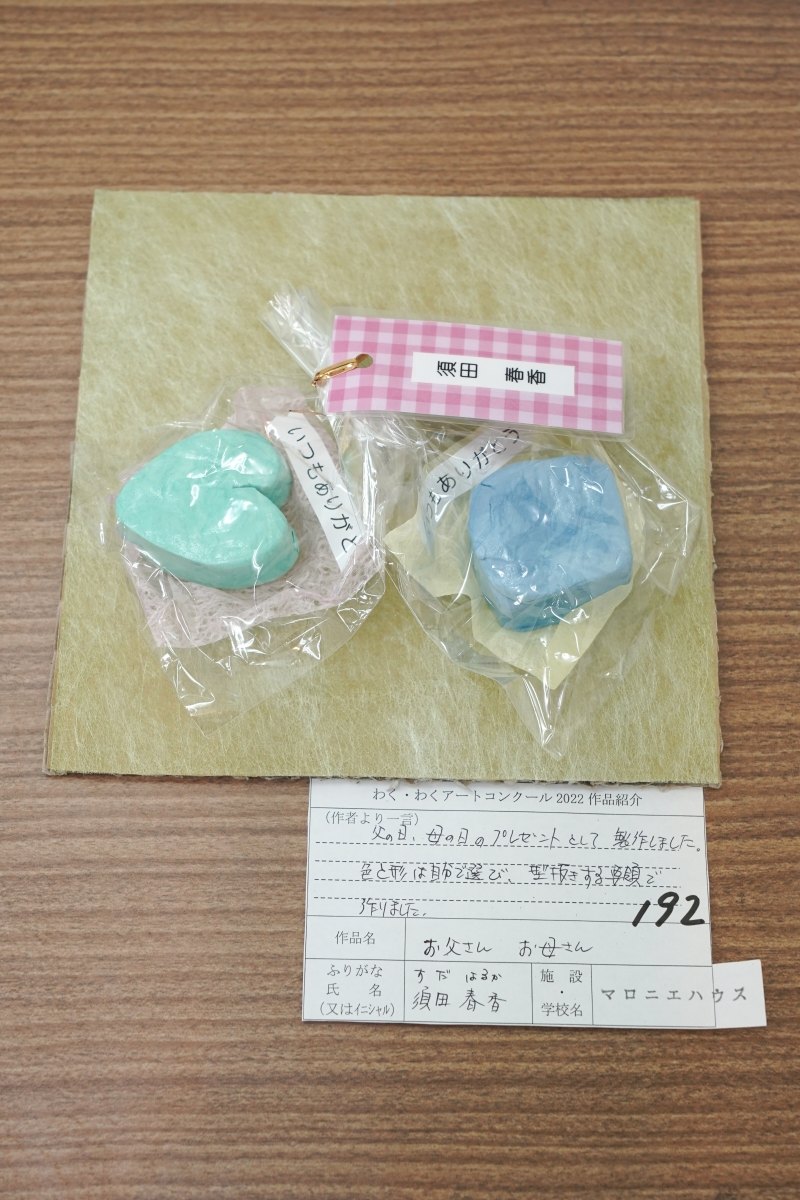 須田 春香
いつもありがと
もありがとう
わく・わくアートコンクール2022 作品紹介
(作者より一言)
父の日、母の日のプレゼントとして 製作しました。
色と形は自分で選び、型抜きする要領で
作りました。
192
作品名
お父さん お母さん
ふりがな
すだ はるか
氏 名
(又はイニシャル)
須田 春香
施 設
・
学校名
マロニエハウス